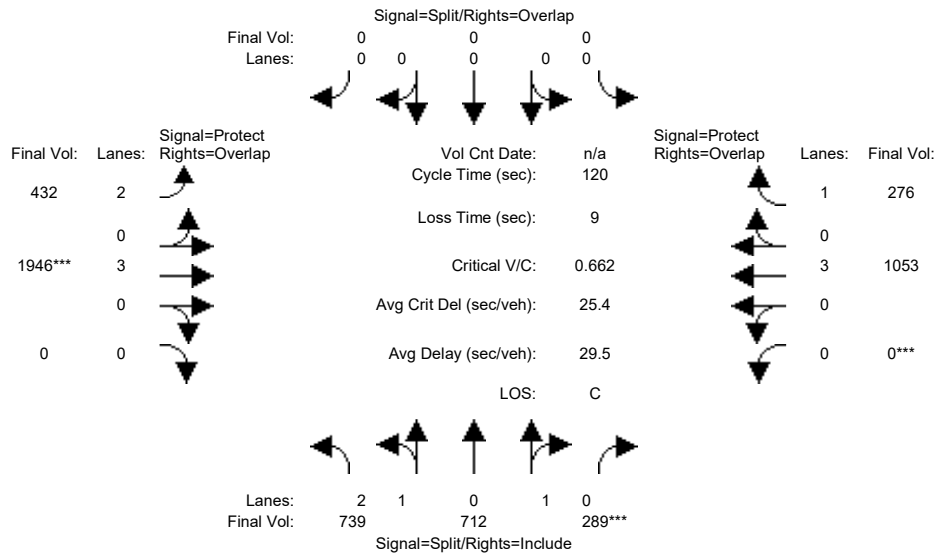 Signal=Split/Rights=Overlap
Final Vol: 0 0 0
Lanes: 0 0 0 0 0
Signal=Protect
Final Vol: Lanes: Rights=Overlap
Vol Cnt Date: n/a
Signal=Protect
Rights=Overlap Lanes: Final Vol:
Cycle Time (sec): 120
432 2
1 276
Loss Time (sec): 9
0
0
1946*** 3
Critical V/C: 0.662
3 1053
0
Avg Crit Del (sec/veh): 25.4
0
0 0
Avg Delay (sec/veh): 29.5
0 0***
LOS: C
Lanes: 2 1 0 1 0
Final Vol: 739 712 289***
Signal=Split/Rights=Include